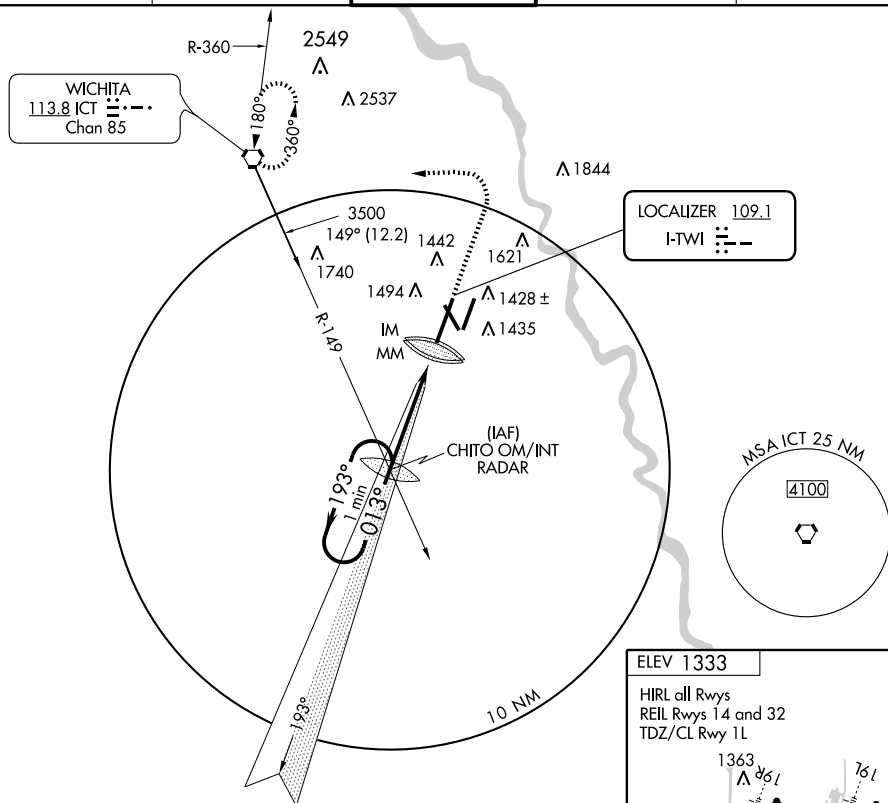 R-360
2549
2537
WICHITA
113.8 ICT
Chan 85
180°
360°
1844
3500
149° (12.2)
1740
1442
1621
LOCALIZER 109.1
I-TWI
1494
1428 ±
1435
IM
MM
R-149
(IAF)
CHITO OM/INT
RADAR
193°
1 min
013°
193°
10 NM
MSA ICT 25 NM
4100
ELEV 1333
HIRL all Rwys
REIL Rwys 14 and 32
TDZ/CL Rwy 1L
1363
19R
19L